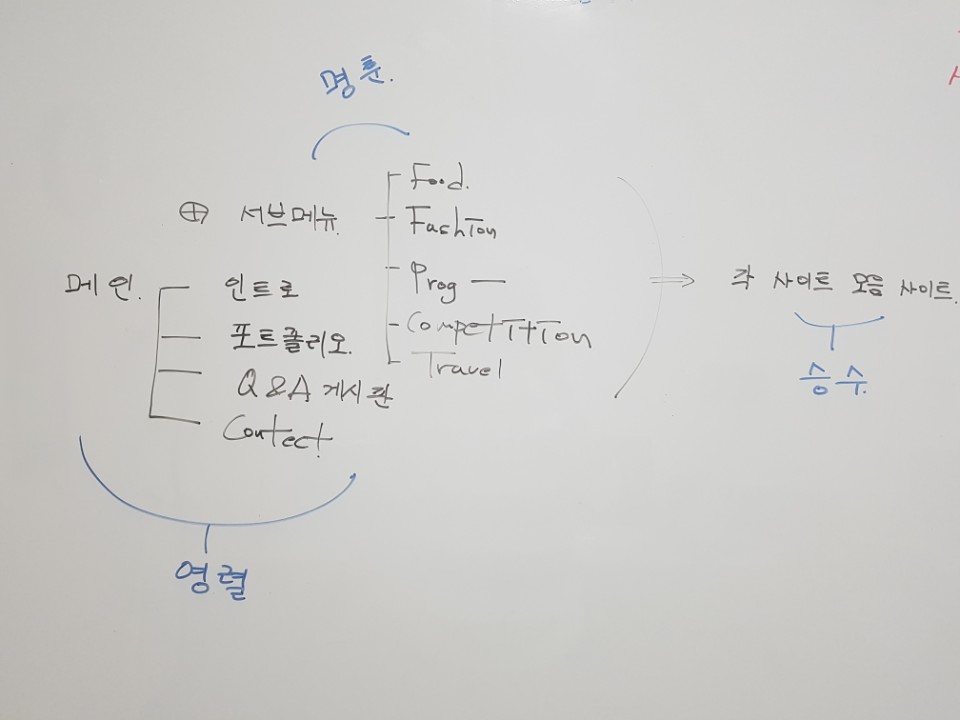 명훈.
Food.
⊕ 서브메뉴
Fashion
메인.
인트로
Prog —
⇒ 각 사이트 모음 사이트.
포트폴리오.
CompetITtIon
Travel
승수
Q&A 게시판
Contect
영렬